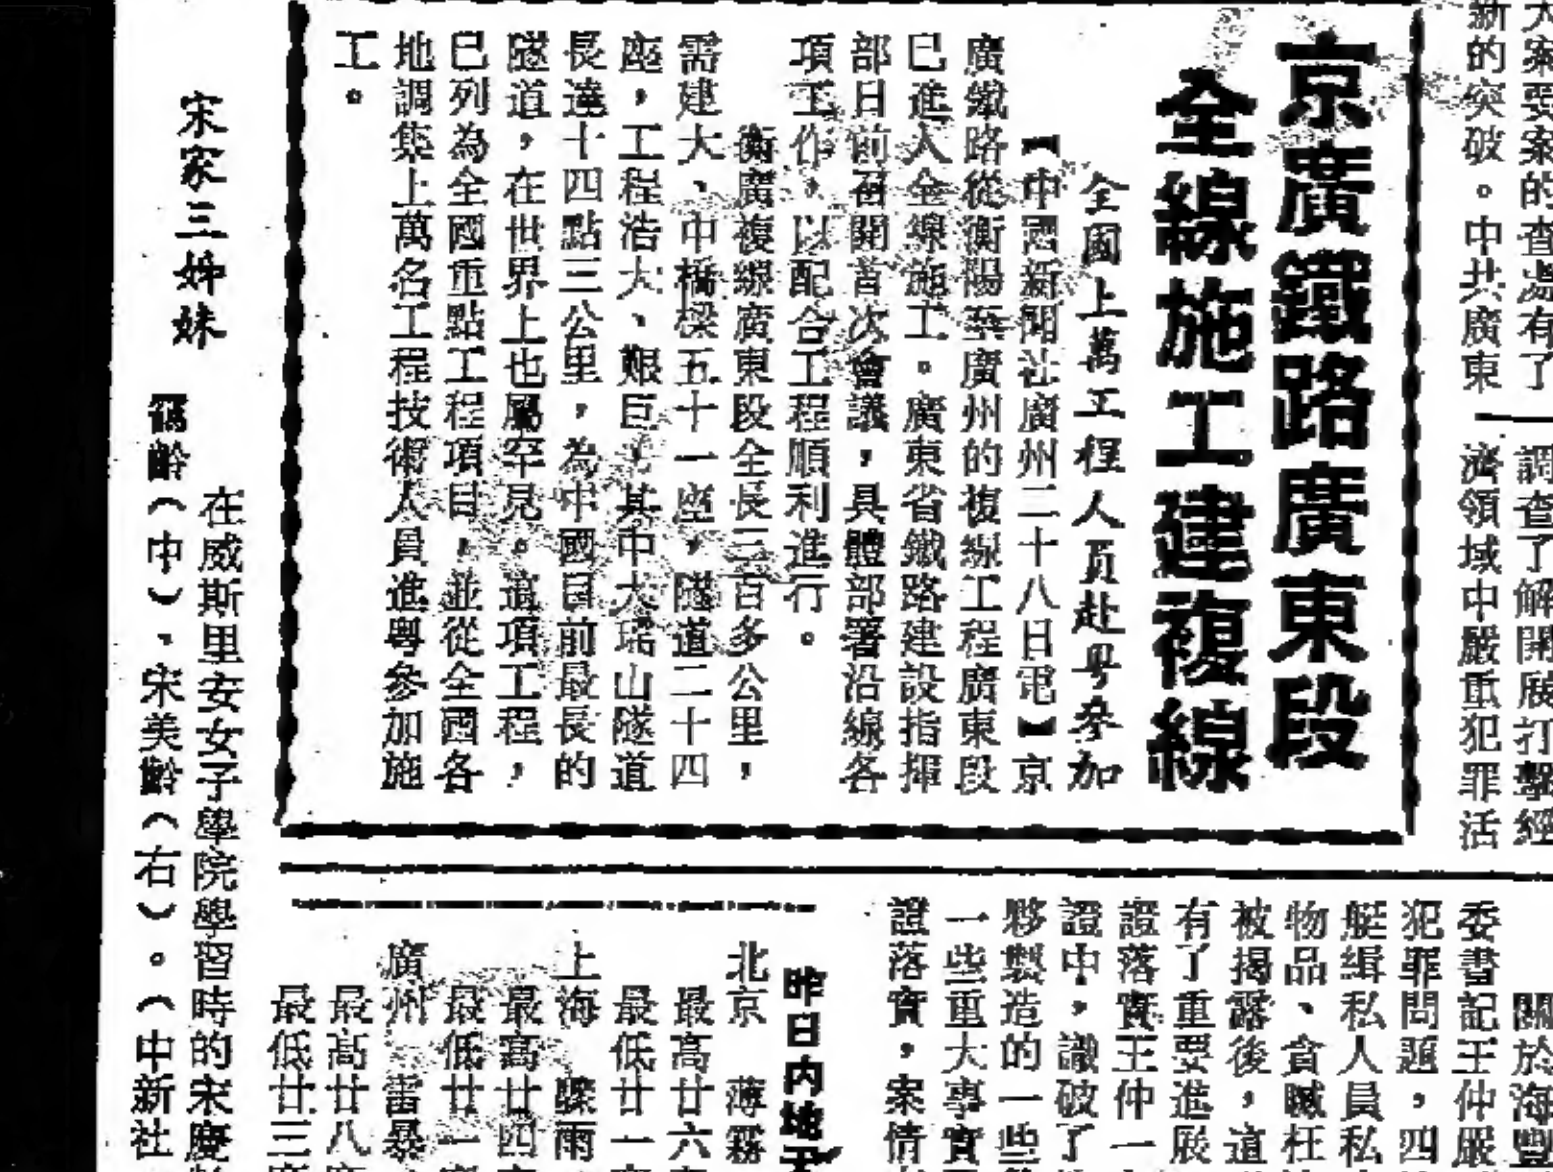 大案要案的查處有了
新的突破。中共廣東
調查了解開展打擊經
濟領域中嚴重犯罪活
京廣鐵路廣東段
全線施工建複線
全國上萬工程人員赴粤參加
【中國新聞社廣州二十八日電】京
廣鐵路從衡陽至廣州的複線工程廣東段
已進入全線施工。廣東省鐵路建設指揮
部日前召開首次會議，具體部署沿線各
項工作，以配合工程順利進行。
衡廣複線廣東段全長三百多公里，
需建大、中橋樑五十一座，隧道二十四
座，工程浩大、艱巨。其中大瑤山隧道
長達十四點三公里，為中國目前最長的
隧道，在世界上也屬罕見。這項工程，
已列為全國重點工程項目，並從全國各
地調集上萬名工程技術人員進粵參加施
工。
宋家三姊妹
在威斯里安女子學院學習時的宋慶
齡（中）、宋美齡（右）。（中新社
關於海豐
委書記王仲嚴
犯罪問題，四
艇緝私人員私
物品、貪贓枉
被揭露後，這
有了重要進展
證落實王仲一
證中，識破了
夥製造的一些
一些重大專實
證落實，案情
昨日內地天
北京 薄霧
最高廿六
最低廿一
上海 驟雨
最高廿四
最低廿一
廣州 雷暴
最高廿八
最低廿三